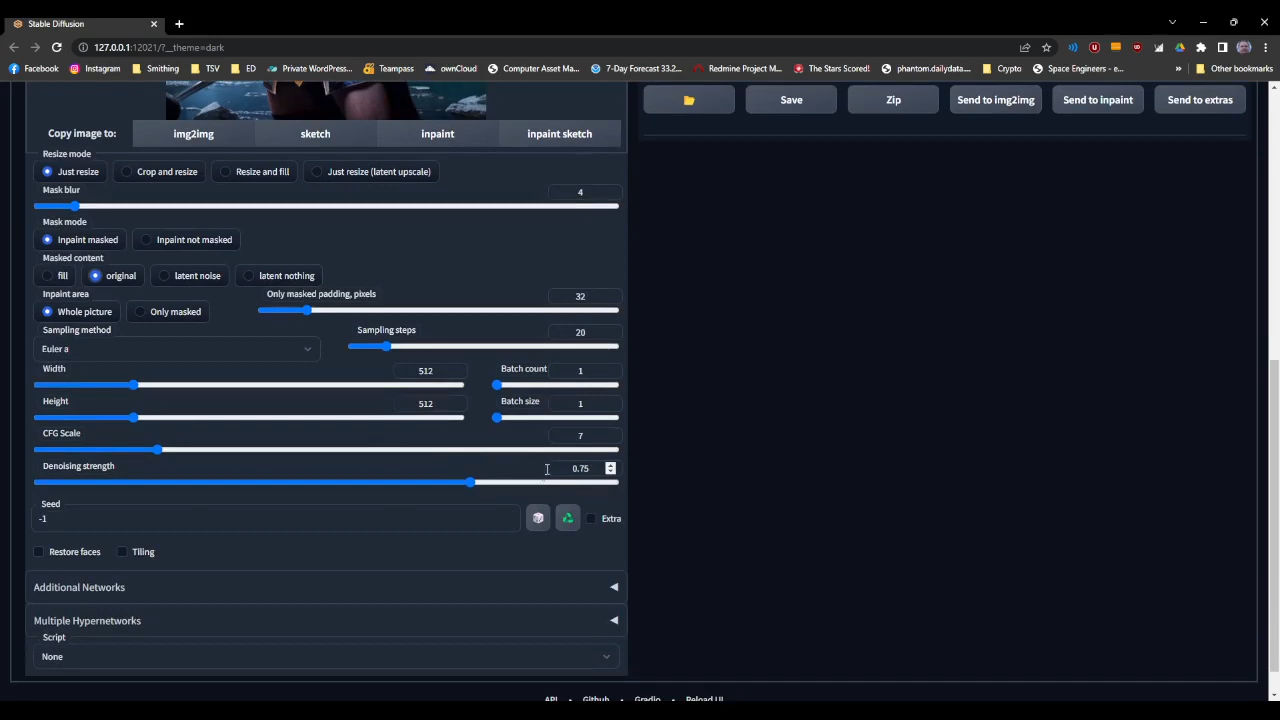 Stable Diffusion
127.0.0.1:12021/?__theme=dark
Facebook Instagram Smithing TSV ED Private WordPress... Teampass ownCloud Computer Asset Ma... 7-Day Forecast 33.2... Redmine Project M... The Stars Scored! phantom.dailydata... Crypto Space Engineers - e... » Other bookmarks
Copy image to: img2img sketch inpaint inpaint sketch
Save Zip Send to img2img Send to inpaint Send to extras
Resize mode
Just resize Crop and resize Resize and fill Just resize (latent upscale)
Mask blur 4
Mask mode
Inpaint masked Inpaint not masked
Masked content
fill original latent noise latent nothing
Inpaint area Only masked padding, pixels 32
Whole picture Only masked
Sampling method Sampling steps 20
Euler a
Width 512 Batch count 1
Height 512 Batch size 1
CFG Scale 7
Denoising strength 0.75
Seed
-1
Extra
Restore faces Tiling
Additional Networks
Multiple Hypernetworks
Script
None
API • Github • Gradio • Reload UI